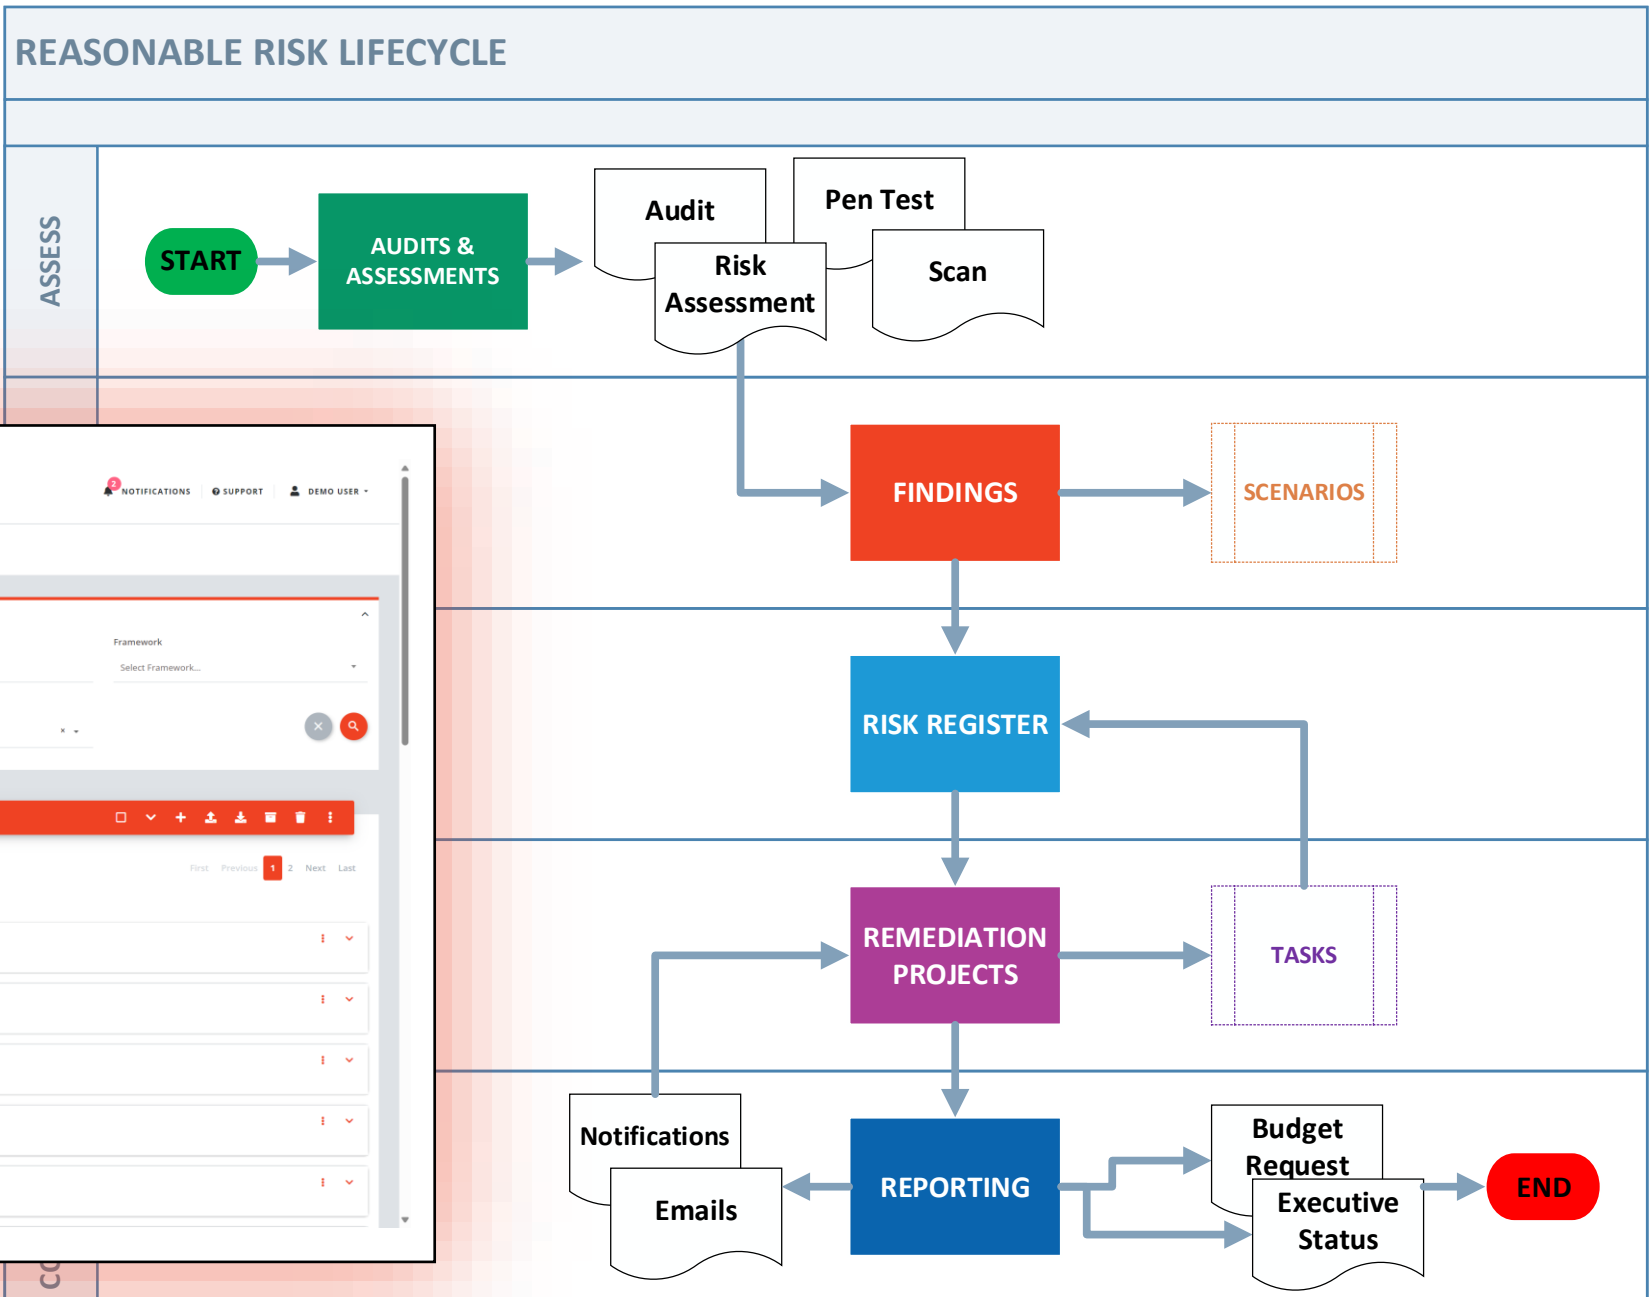 REASONABLE RISK LIFECYCLE
ASSESS
START
AUDITS &
ASSESSMENTS
Audit
Pen Test
Risk
Assessment
Scan
2
NOTIFICATIONS
SUPPORT
DEMO USER
Framework
Select Framework...
First Previous 1 2 Next Last
FINDINGS
SCENARIOS
RISK REGISTER
REMEDIATION
PROJECTS
TASKS
Notifications
Emails
REPORTING
Budget
Request
Executive
Status
END